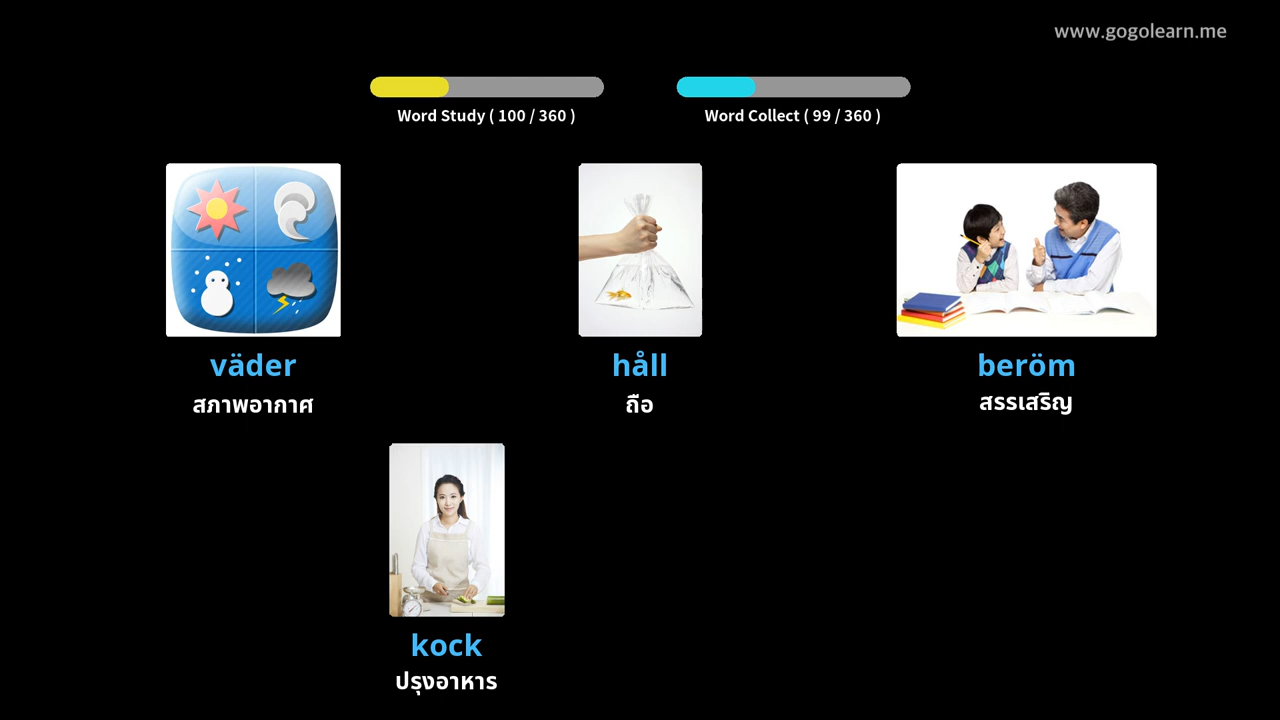 www.gogolearn.me
Word Study ( 100 / 360 )
Word Collect ( 99 / 360 )
väder
สภาพอากาศ
håll
ถือ
beröm
สรรเสริญ
kock
ปรุงอาหาร